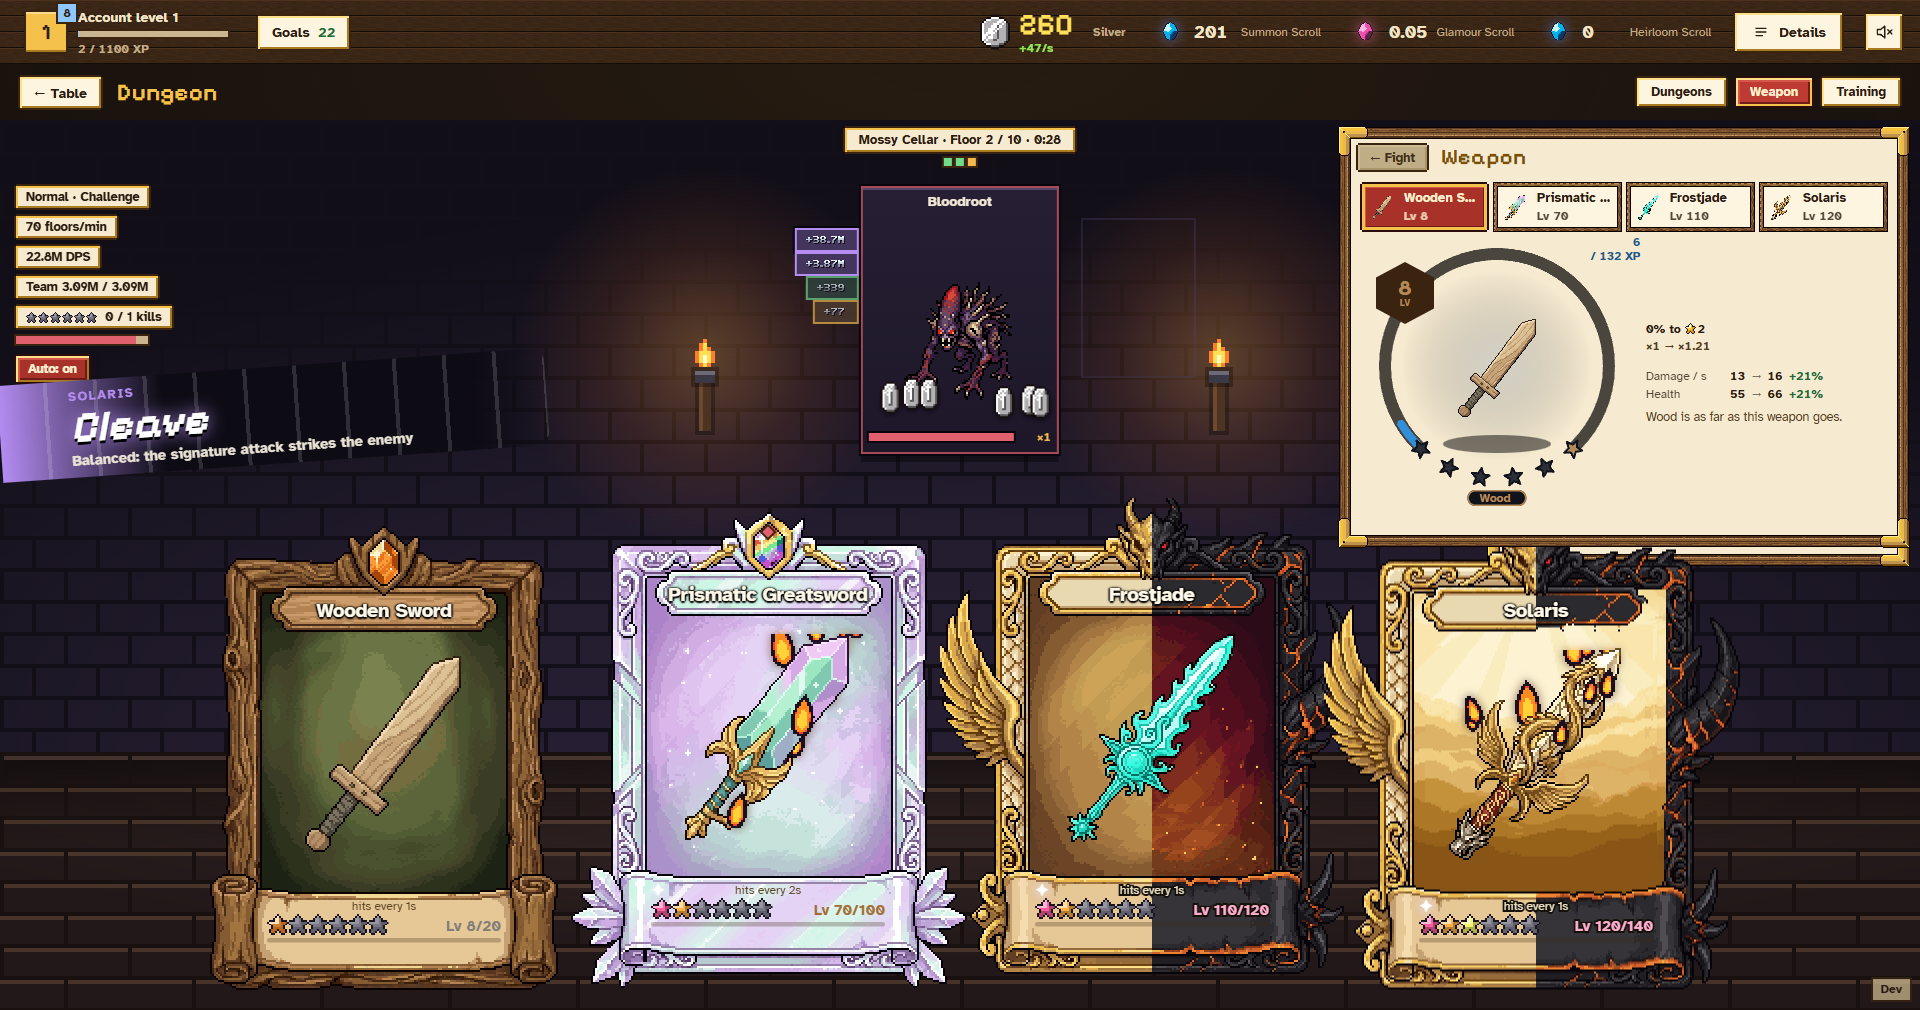 1
8
Account level 1
2 / 1100 XP
Goals 22
260
+47/s
Silver
201 Summon Scroll
0.05 Glamour Scroll
0 Heirloom Scroll
Details
← Table
Dungeon
Dungeons
Weapon
Training
Mossy Cellar · Floor 2 / 10 · 0:28
Normal · Challenge
70 floors/min
22.8M DPS
Team 3.09M / 3.09M
0 / 1 kills
Auto: on
SOLARIS
Cleave
Balanced: the signature attack strikes the enemy
Bloodroot
+38.7M
+3.87M
+339
+77
×1
← Fight
Weapon
Wooden S...
Lv 8
Prismatic ...
Lv 70
Frostjade
Lv 110
Solaris
Lv 120
6
/ 132 XP
8
LV
0% to 2
×1 → ×1.21
Damage / s 13 → 16 +21%
Health 55 → 66 +21%
Wood is as far as this weapon goes.
Wood
Wooden Sword
hits every 1s
Lv 8/20
Prismatic Greatsword
hits every 2s
Lv 70/100
Frostjade
hits every 1s
Lv 110/120
Solaris
hits every 1s
Lv 120/140
Dev